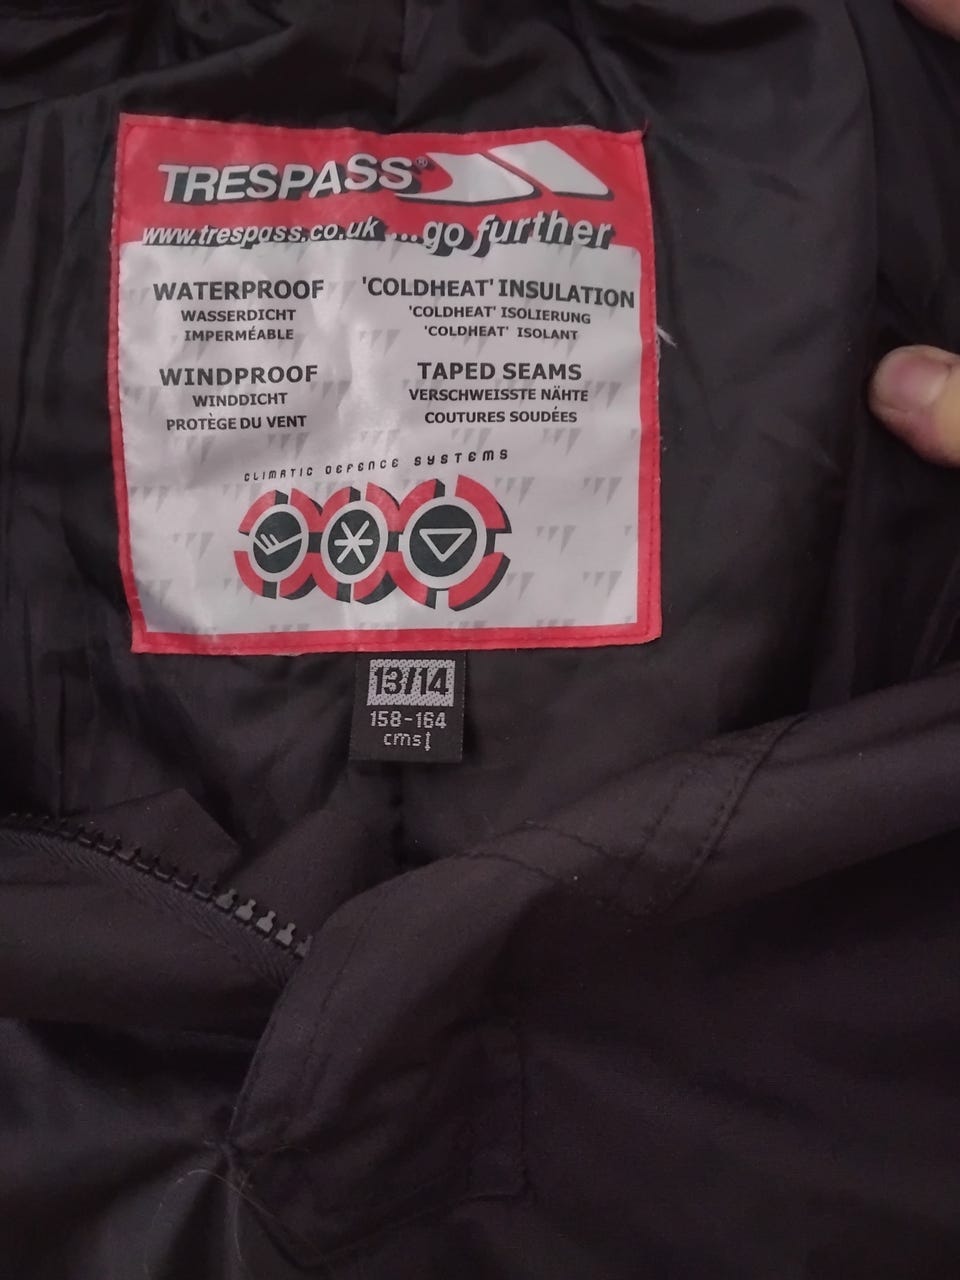 TRESPASS®
www.trespass.co.uk ...go further
WATERPROOF
WASSERDICHT
IMPERMÉABLE
'COLDHEAT' INSULATION
'COLDHEAT' ISOLIERUNG
'COLDHEAT' ISOLANT
WINDPROOF
WINDDICHT
PROTÈGE DU VENT
TAPED SEAMS
VERSCHWEISSTE NÄHTE
COUTURES SOUDÉES
CLIMATIC DEFENCE SYSTEMS
13/14
158-164
cms